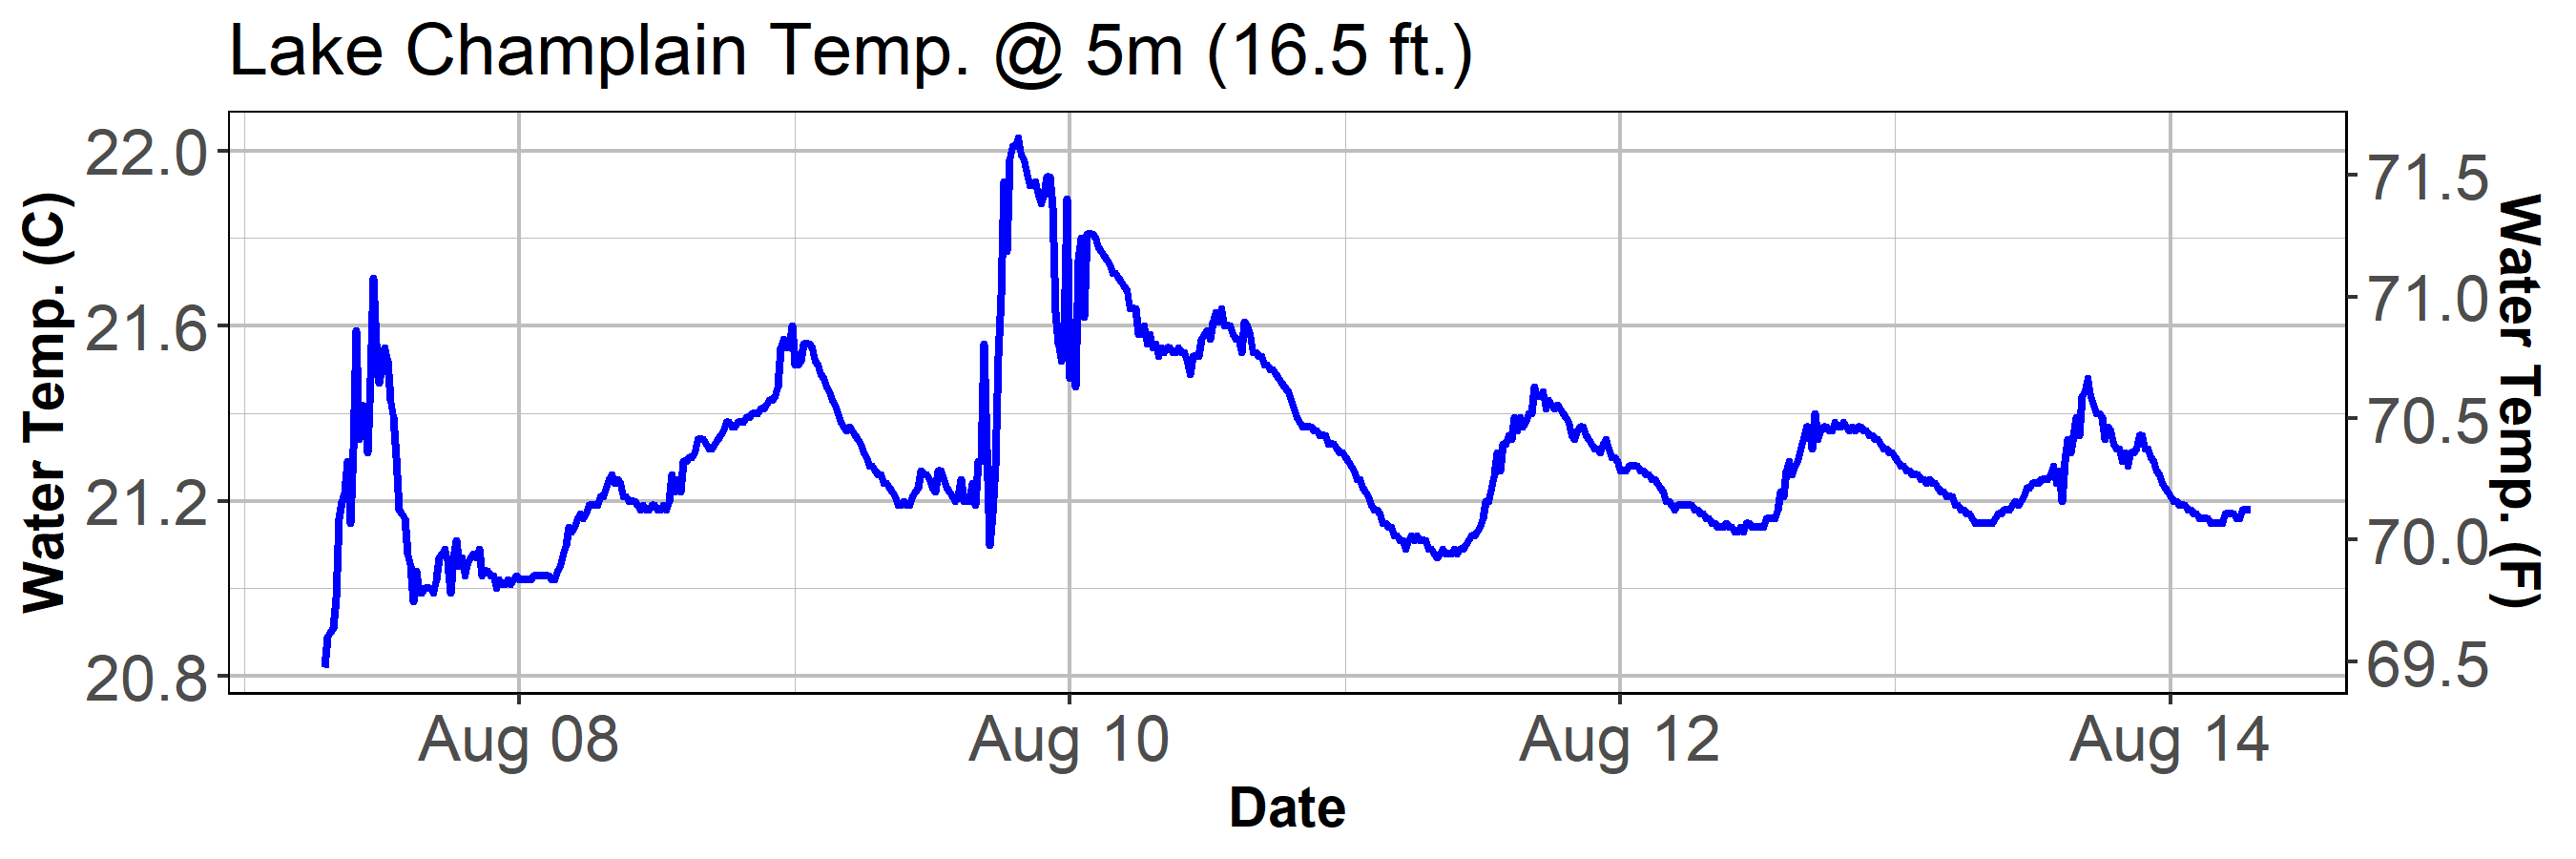 Lake Champlain Temp. @ 5m (16.5 ft.)
Water Temp. (C)
22.0
21.6
21.2
20.8
71.5
71.0
70.5
70.0
69.5
Water Temp. (F)
Aug 08 Aug 10 Aug 12 Aug 14
Date